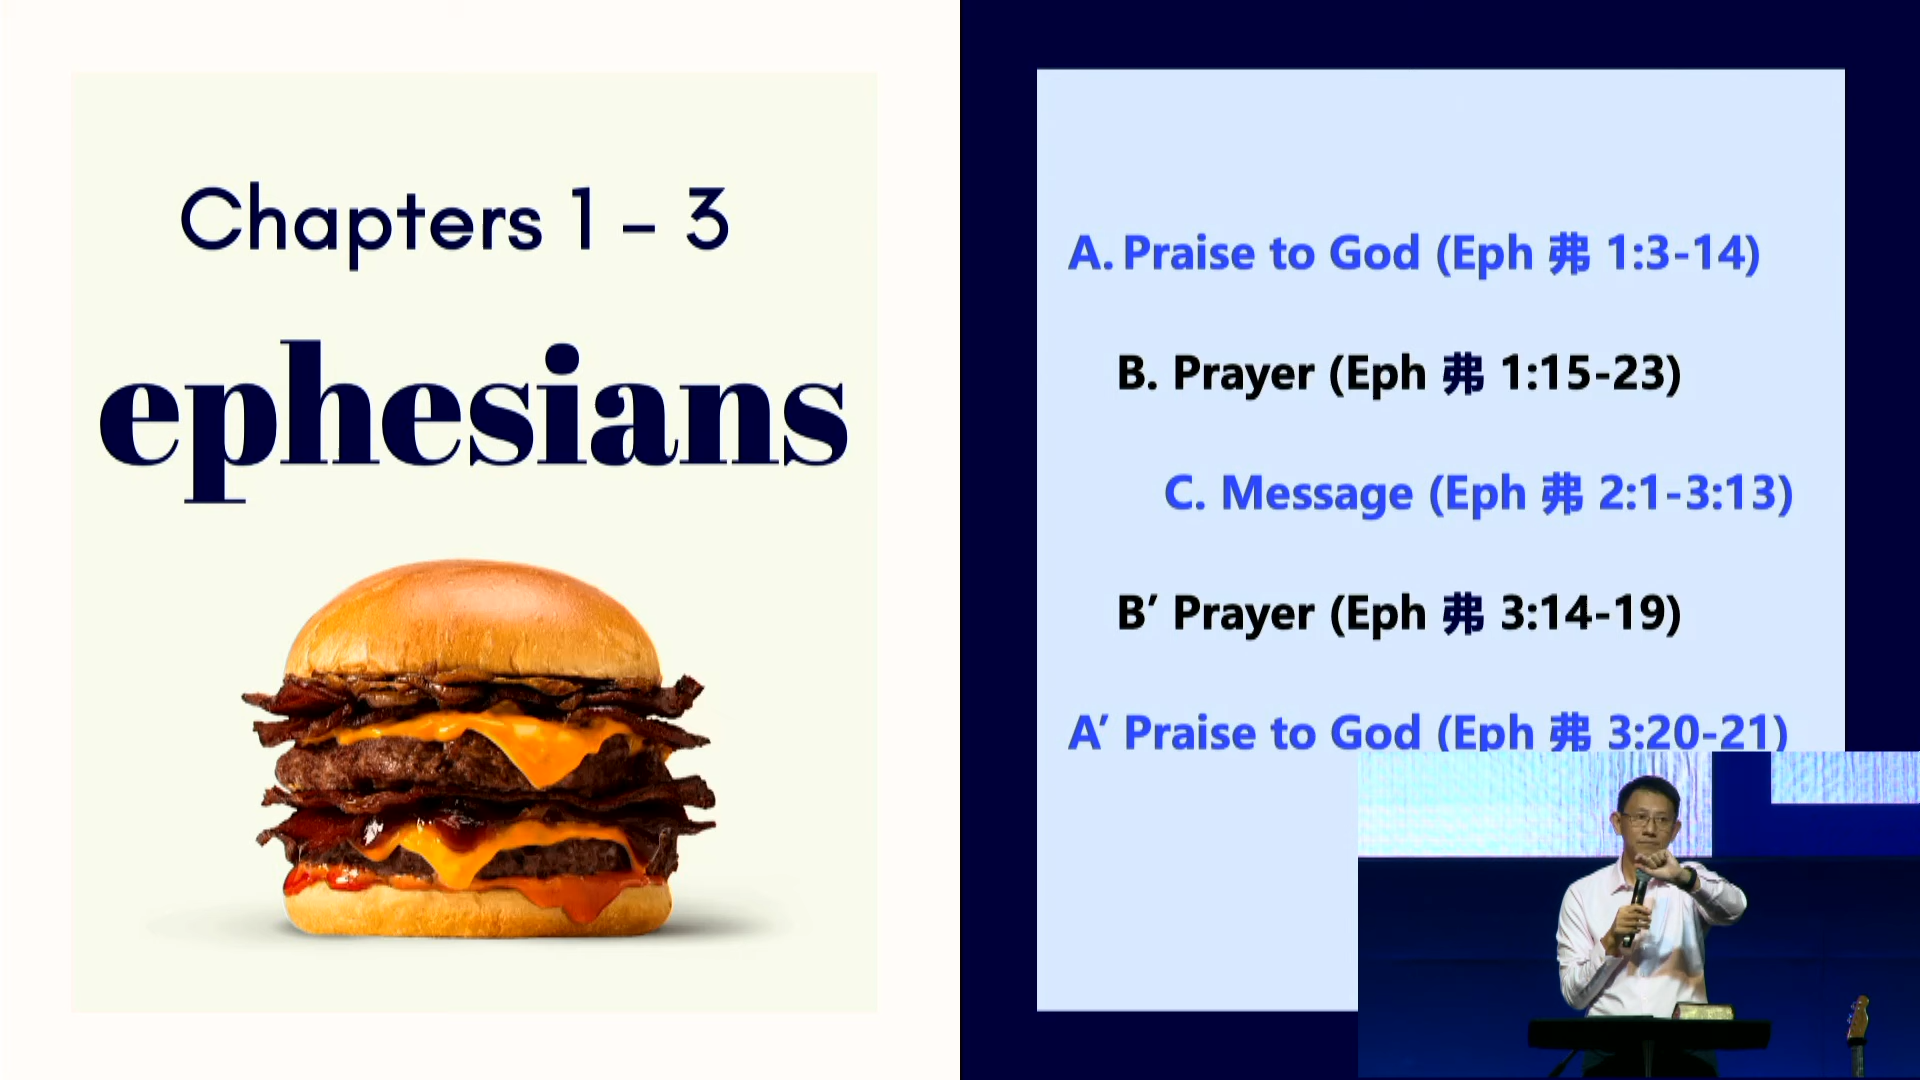 Chapters 1 – 3
ephesians
A. Praise to God (Eph 弗 1:3-14)
B. Prayer (Eph 弗 1:15-23)
C. Message (Eph 弗 2:1-3:13)
B′ Prayer (Eph 弗 3:14-19)
A′ Praise to God (Eph 弗 3:20-21)